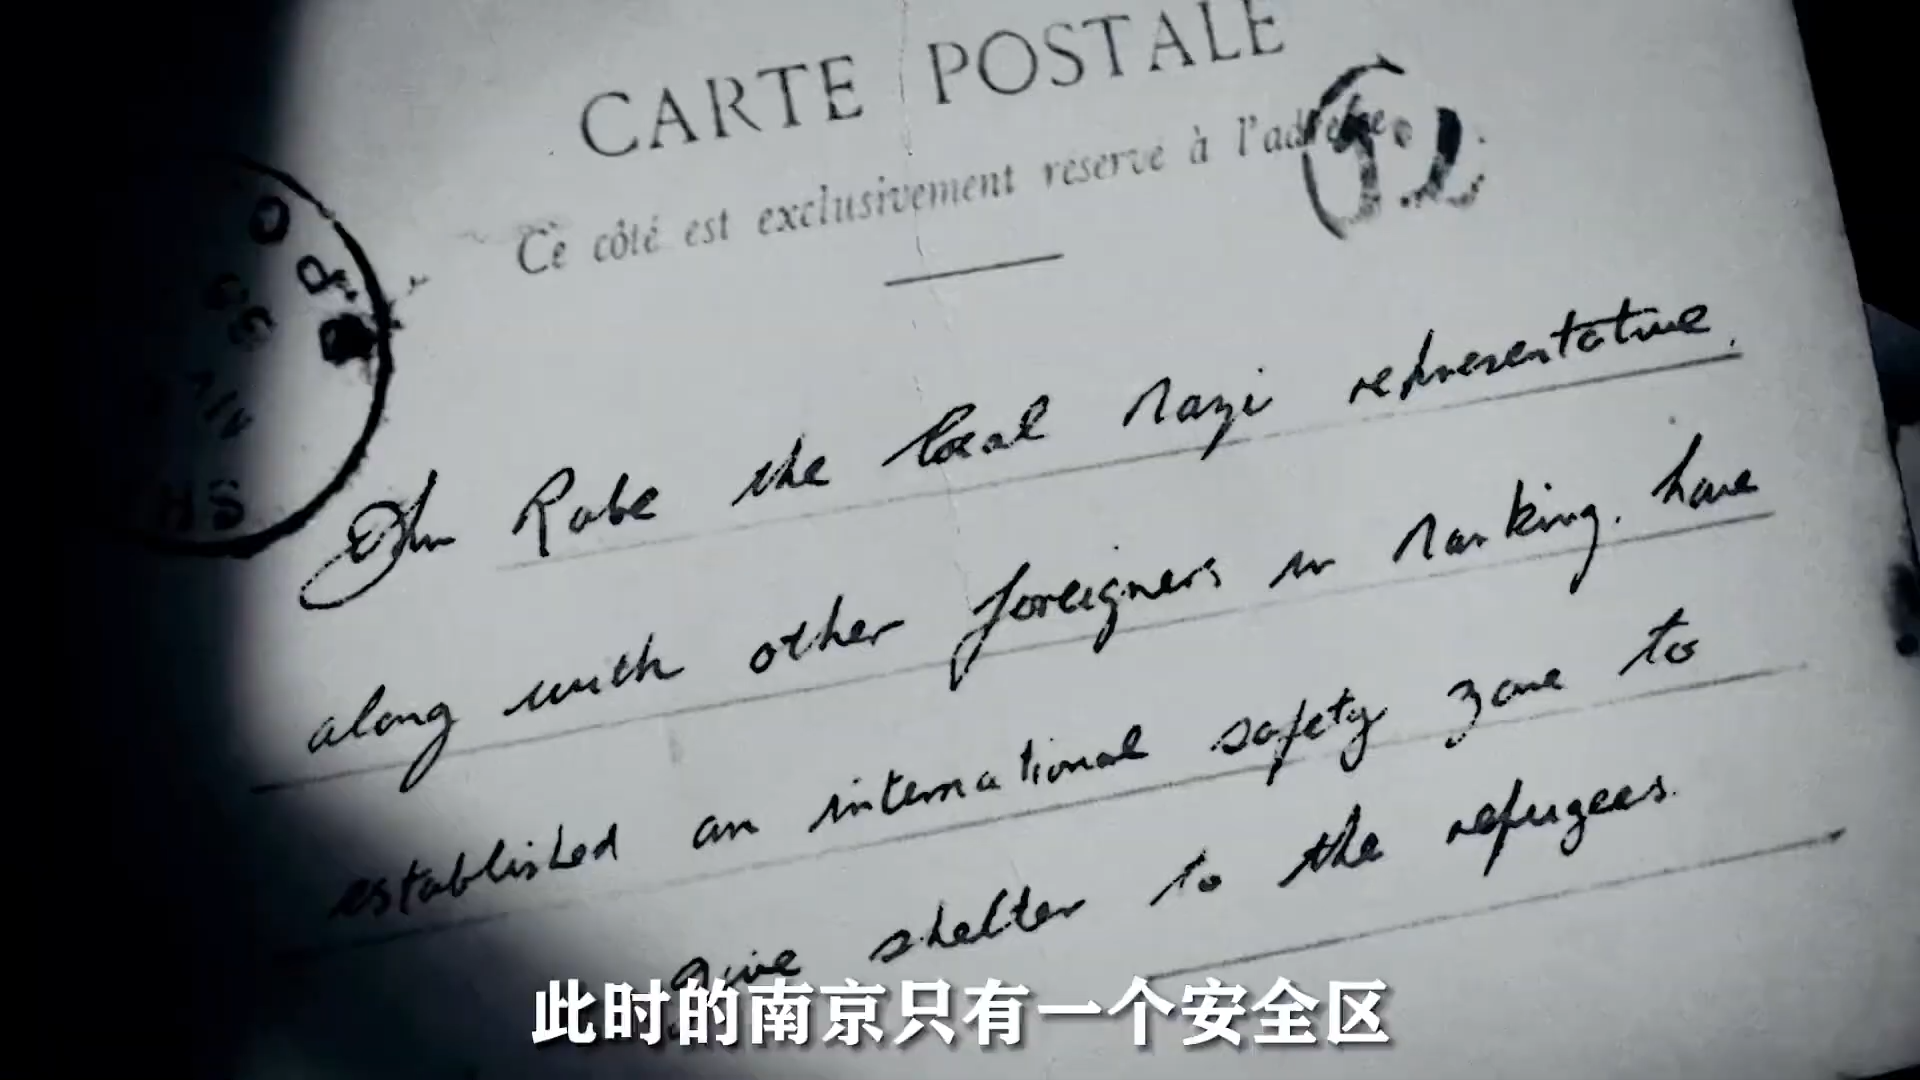 CARTE POSTALE
Ce côté est exclusivement réservé à l'adresse
John Rabe the local Nazi representative,
along with other foreigners in Nanking, have
established an international safety zone to
give shelter to the refugees.
此时的南京只有一个安全区